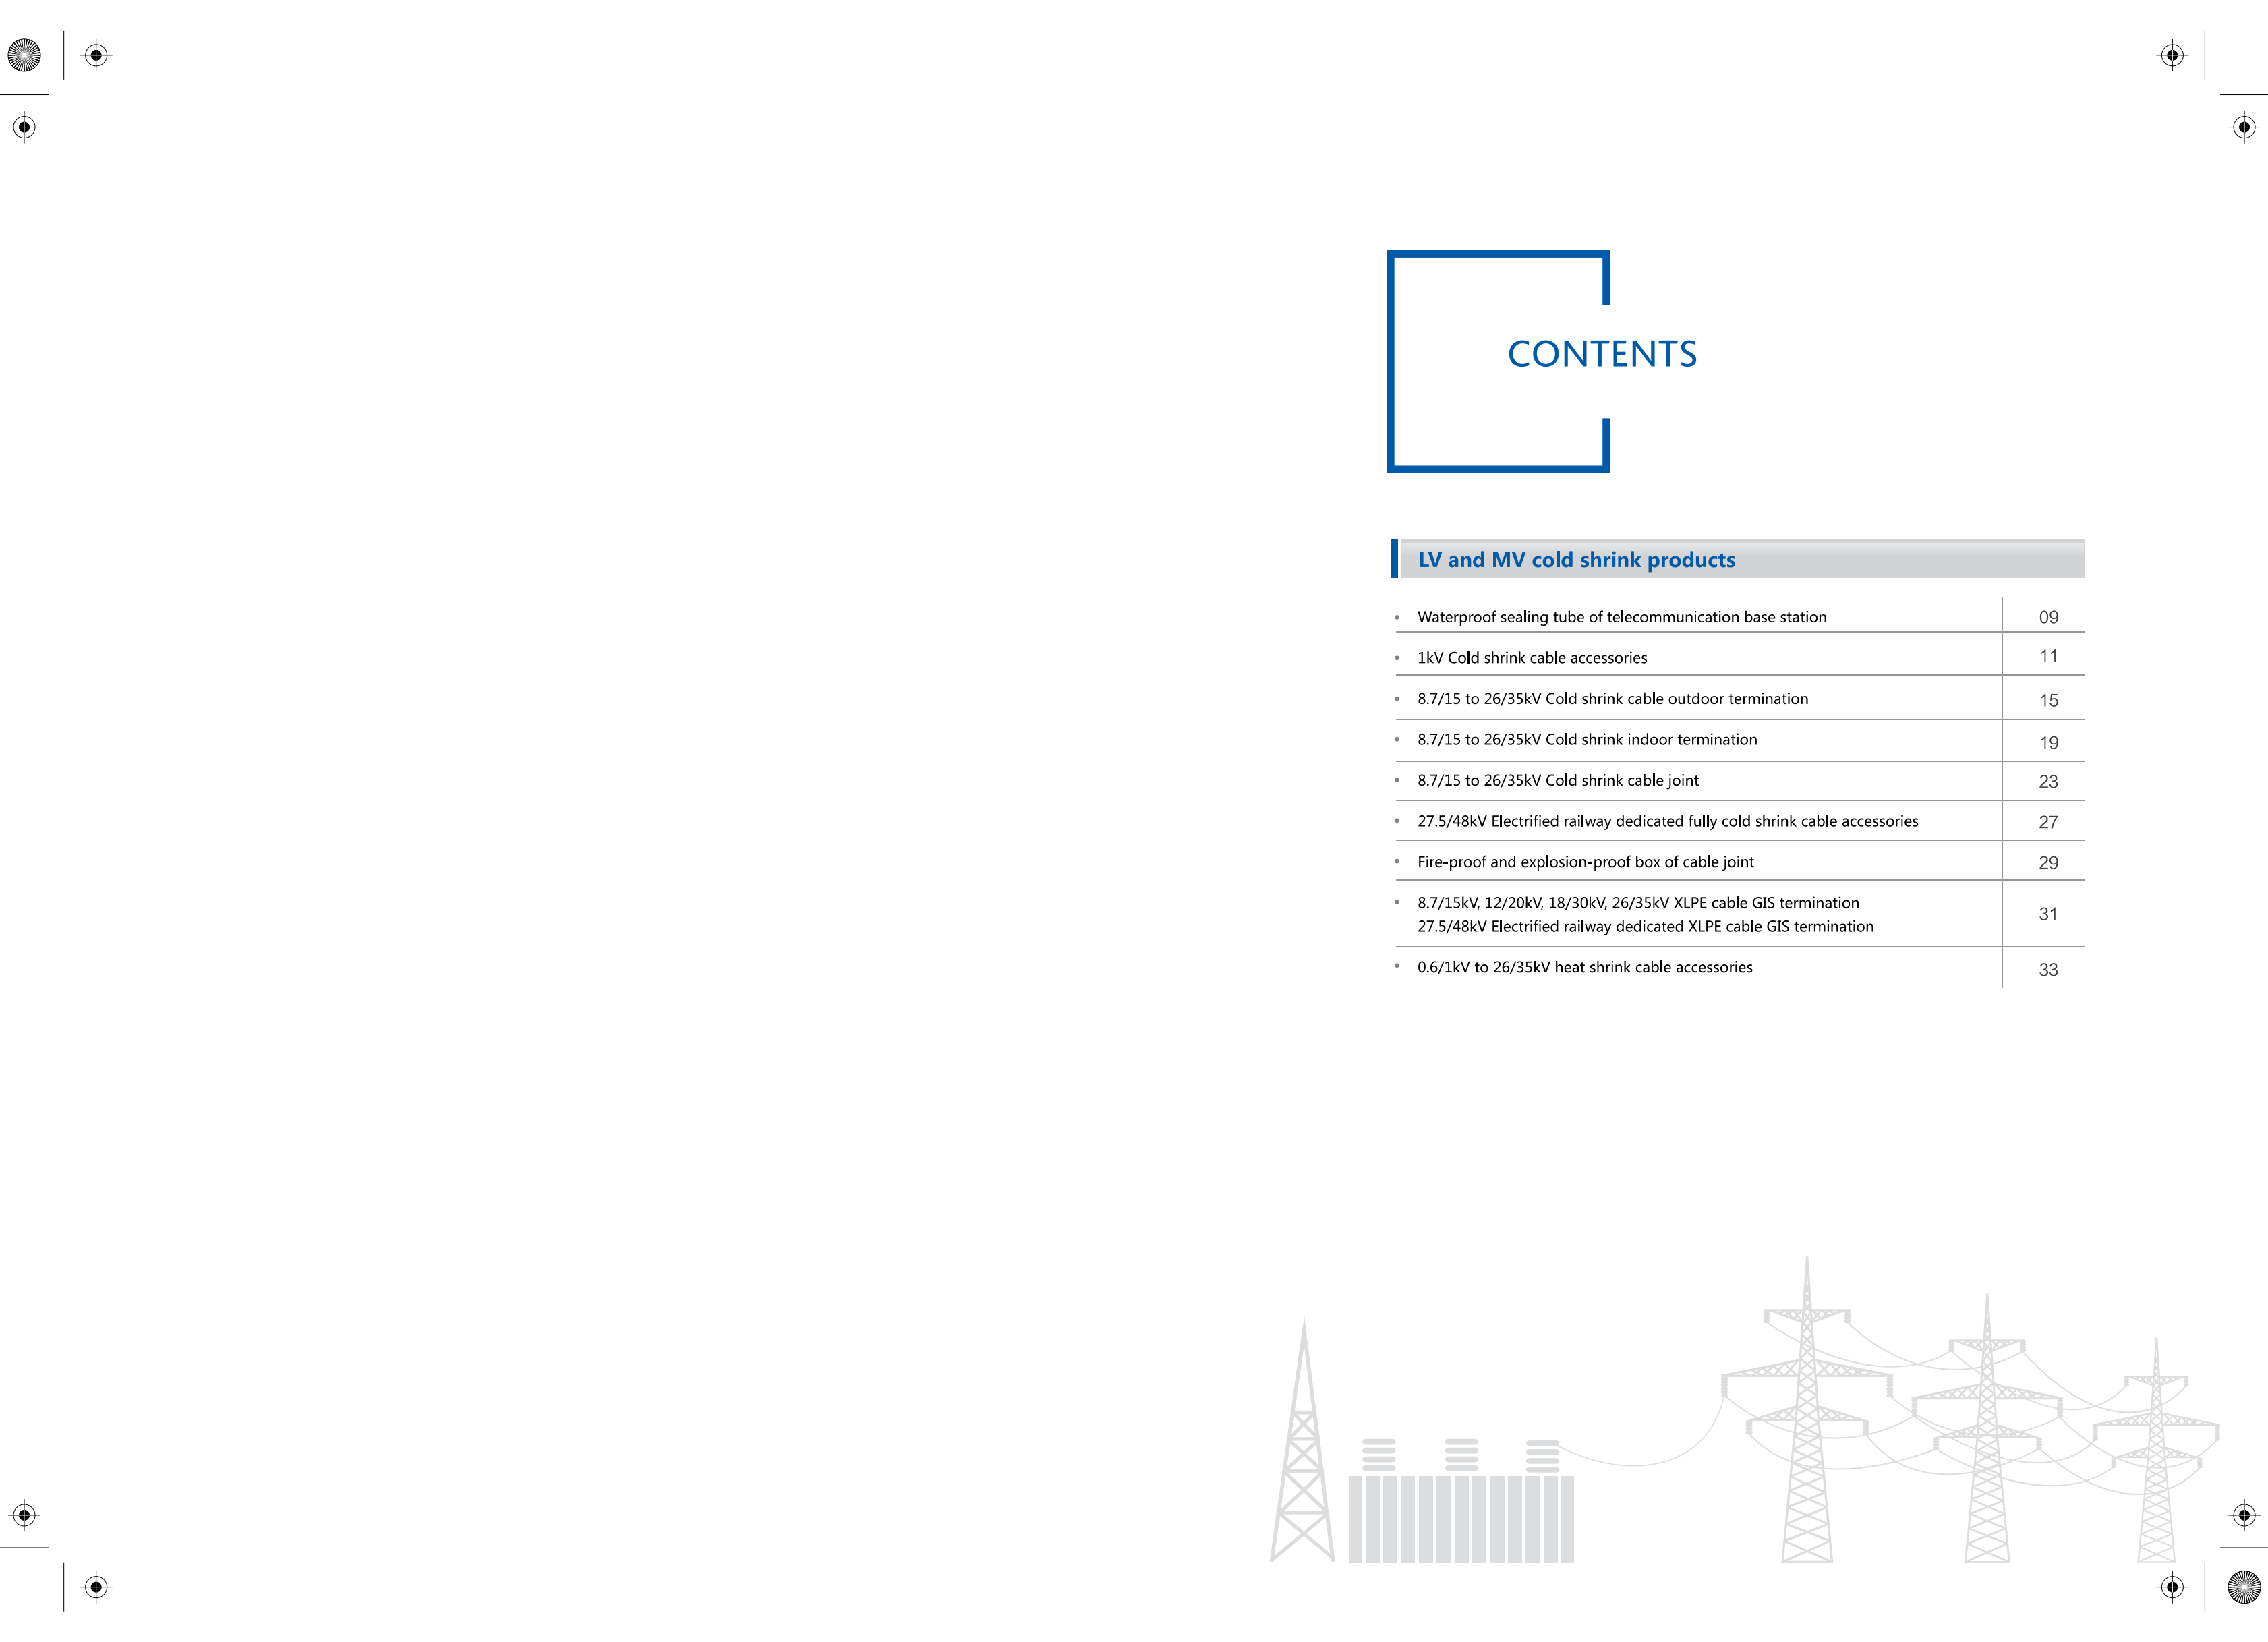 CONTENTS
LV and MV cold shrink products
• Waterproof sealing tube of telecommunication base station 09
• 1kV Cold shrink cable accessories 11
• 8.7/15 to 26/35kV Cold shrink cable outdoor termination 15
• 8.7/15 to 26/35kV Cold shrink indoor termination 19
• 8.7/15 to 26/35kV Cold shrink cable joint 23
• 27.5/48kV Electrified railway dedicated fully cold shrink cable accessories 27
• Fire-proof and explosion-proof box of cable joint 29
• 8.7/15kV, 12/20kV, 18/30kV, 26/35kV XLPE cable GIS termination
27.5/48kV Electrified railway dedicated XLPE cable GIS termination 31
• 0.6/1kV to 26/35kV heat shrink cable accessories 33